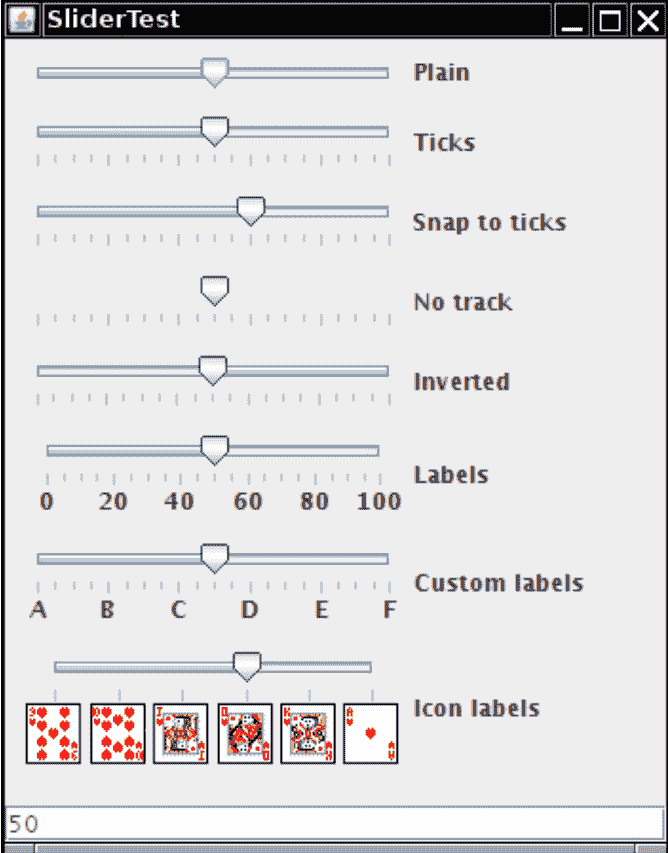 SliderTest
Plain
Ticks
Snap to ticks
No track
Inverted
Labels
0 20 40 60 80 100
Custom labels
A B C D E F
Icon labels
50